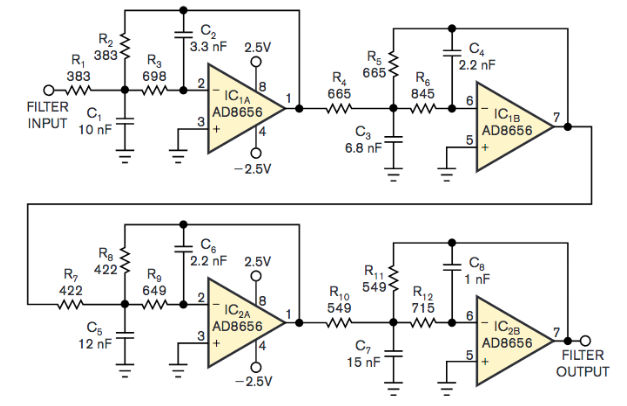 R1
383
R2
383
R3
698
C1
10 nF
C2
3.3 nF
FILTER
INPUT
2.5V
8
2
−
3
+
IC1A
AD8656
1
4
−2.5V
R4
665
R5
665
R6
845
C3
6.8 nF
C4
2.2 nF
6
−
5
+
IC1B
AD8656
7
R7
422
R8
422
R9
649
C5
12 nF
C6
2.2 nF
2.5V
8
2
−
3
+
IC2A
AD8656
1
4
−2.5V
R10
549
R11
549
R12
715
C7
15 nF
C8
1 nF
6
−
5
+
IC2B
AD8656
7
FILTER
OUTPUT